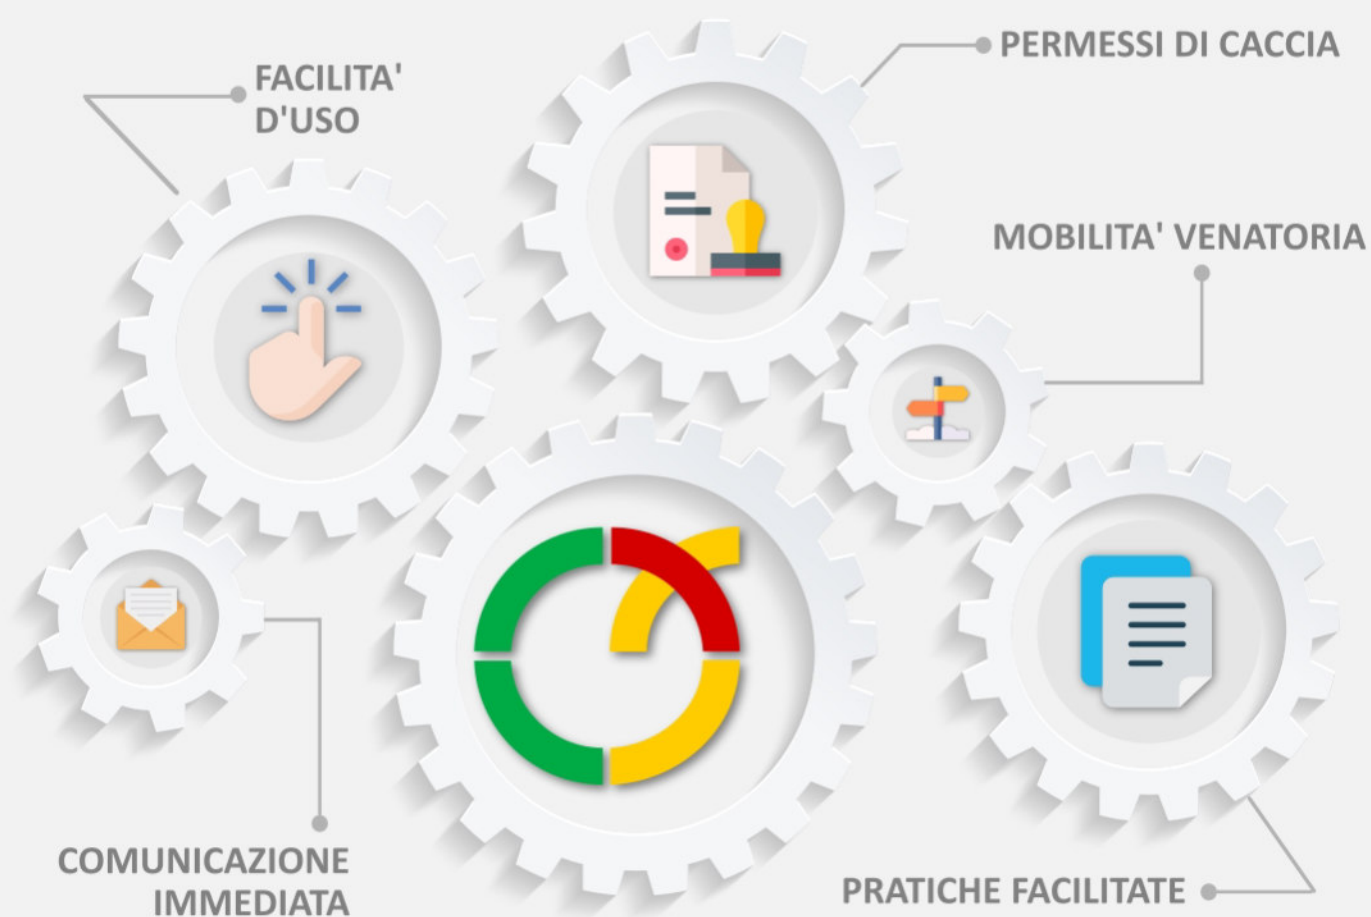 FACILITA'
D'USO
PERMESSI DI CACCIA
MOBILITA' VENATORIA
COMUNICAZIONE
IMMEDIATA
PRATICHE FACILITATE